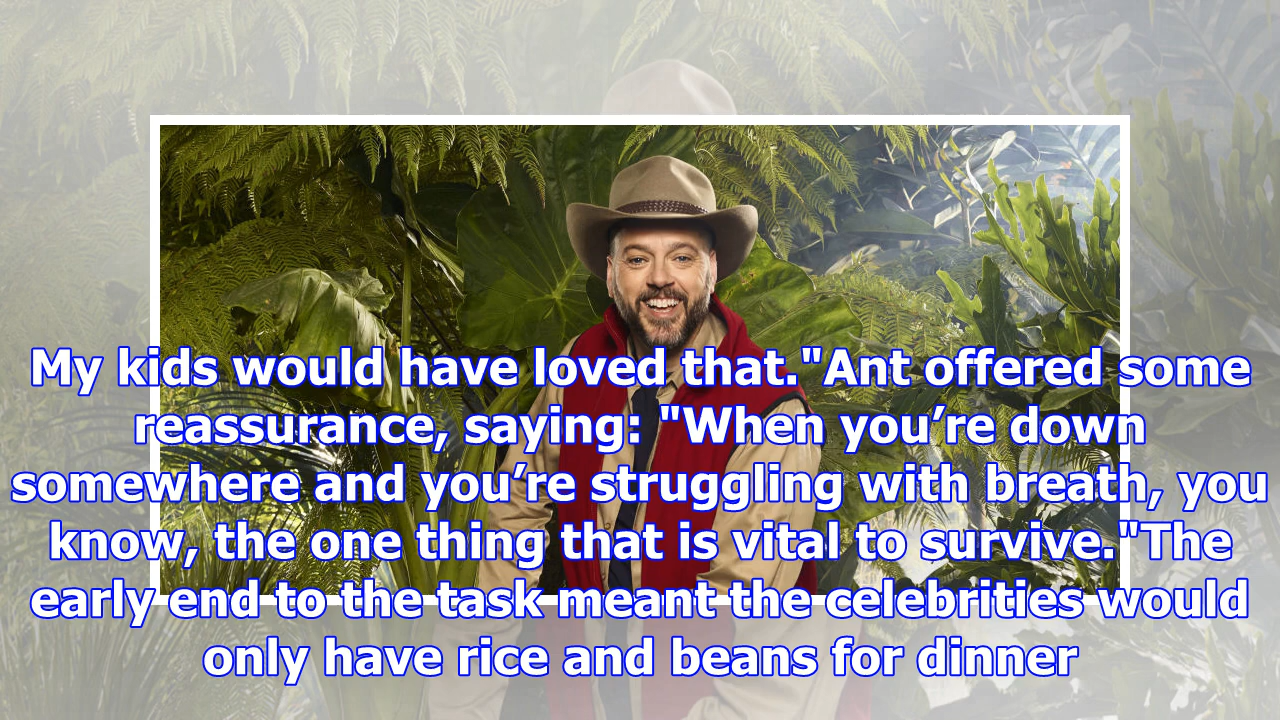 My kids would have loved that."Ant offered some
reassurance, saying: "When you’re down
somewhere and you’re struggling with breath, you
know, the one thing that is vital to survive."The
early end to the task meant the celebrities would
only have rice and beans for dinner